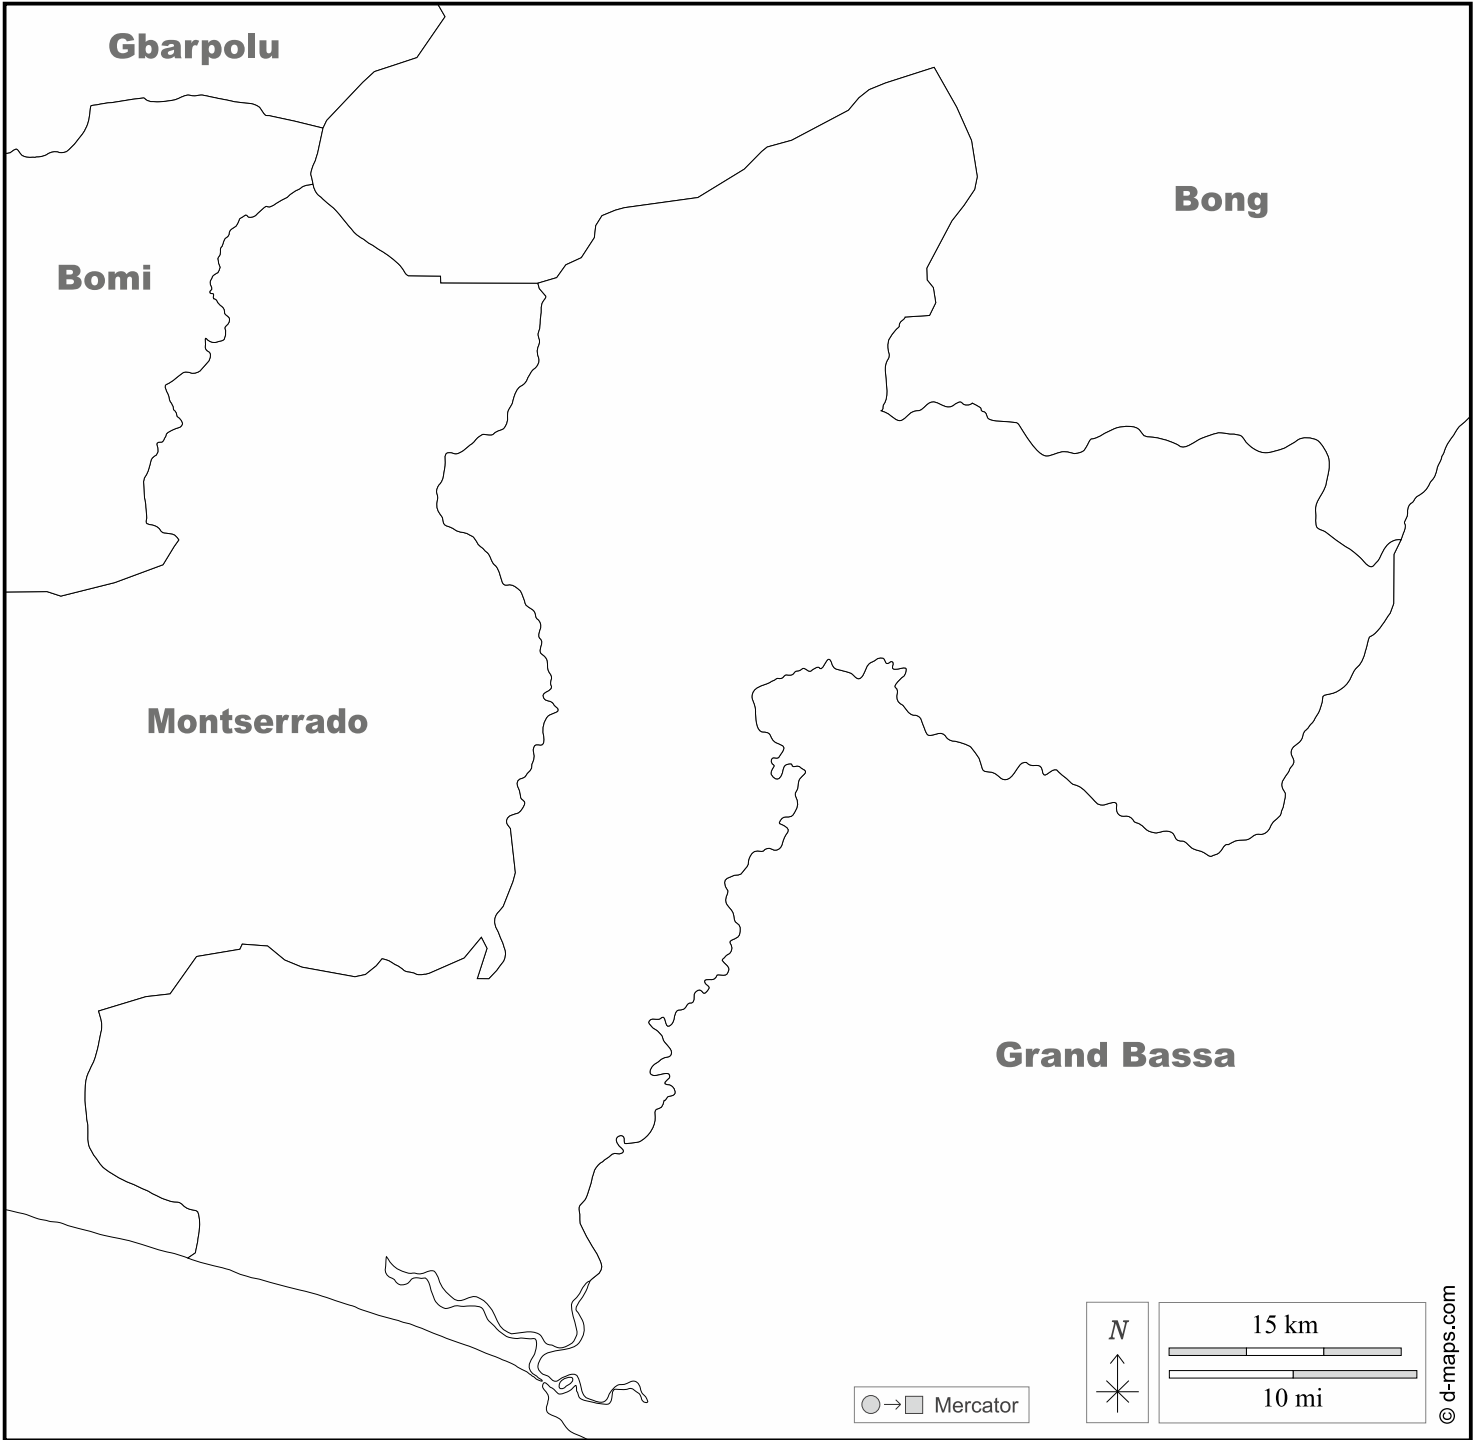 Gbarpolu
Bong
Bomi
Montserrado
Grand Bassa
N
15 km
10 mi
Mercator
© d-maps.com